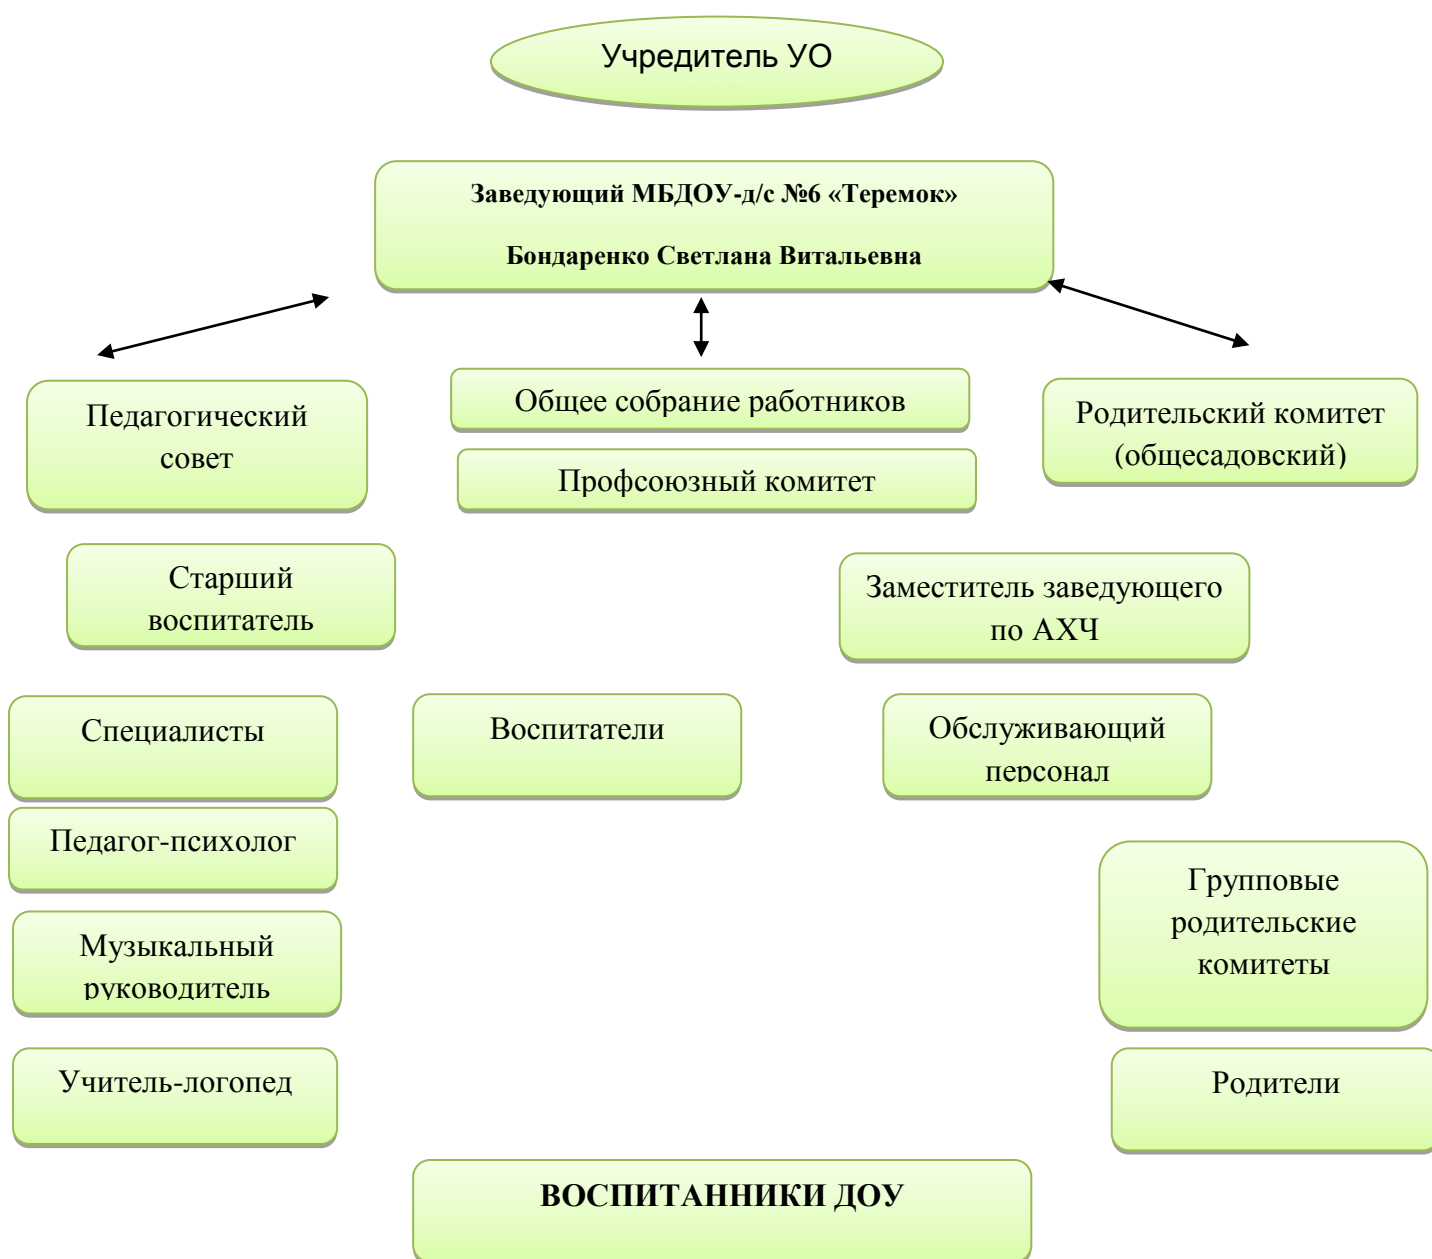 Учредитель УО
Заведующий МБДОУ-д/с №6 «Теремок»
Бондаренко Светлана Витальевна
Педагогический
совет
Общее собрание работников
Профсоюзный комитет
Родительский комитет
(общесадовский)
Старший
воспитатель
Заместитель заведующего
по АХЧ
Специалисты
Воспитатели
Обслуживающий
персонал
Педагог-психолог
Музыкальный
руководитель
Учитель-логопед
Групповые
родительские
комитеты
Родители
ВОСПИТАННИКИ ДОУ